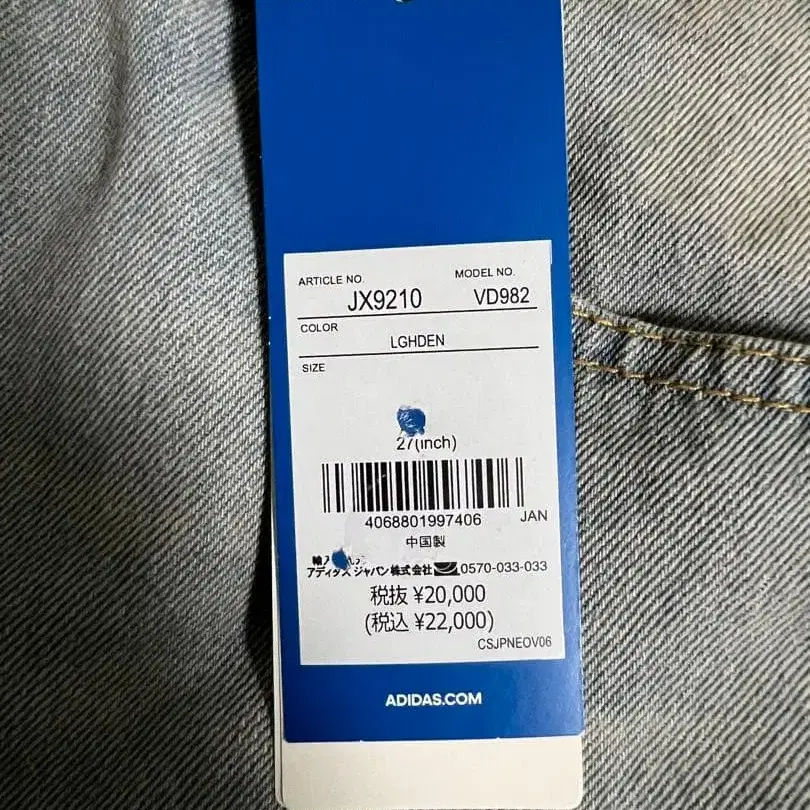 ARTICLE NO.
MODEL NO.
JX9210
VD982
COLOR
LGHDEN
SIZE
27(inch)
4068801997406
JAN
中国製
アディダス ジャパン株式会社 0570-033-033
税抜 ¥20,000
(税込 ¥22,000)
CSJPNEOV06
ADIDAS.COM